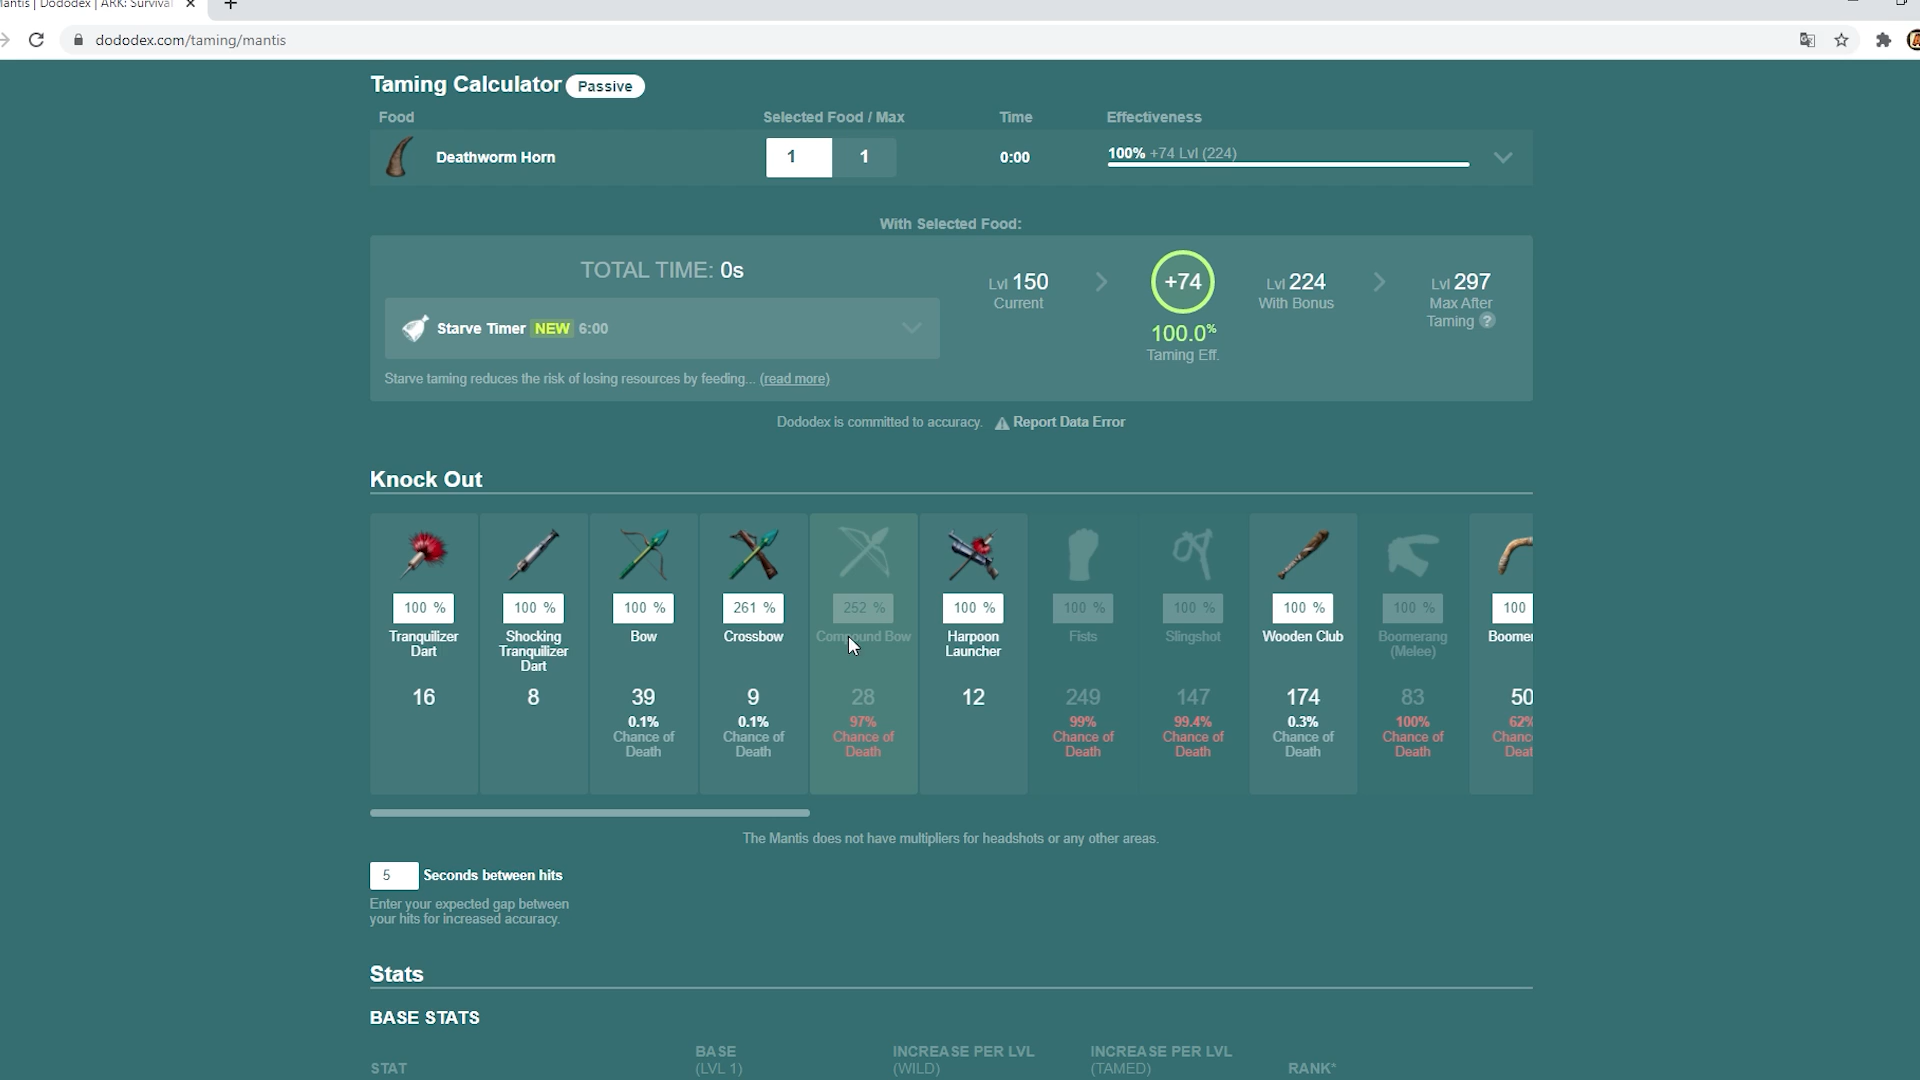 antis | Dododex | ARK: Survival
dododex.com/taming/mantis
Taming Calculator Passive
Food Selected Food / Max Time Effectiveness
Deathworm Horn 1 1 0:00 100% +74 Lvl (224)
With Selected Food:
TOTAL TIME: 0s
Starve Timer NEW 6:00
Starve taming reduces the risk of losing resources by feeding... (read more)
Lvl 150
Current
+74
100.0%
Taming Eff.
Lvl 224
With Bonus
Lvl 297
Max After
Taming ?
Dododex is committed to accuracy. Report Data Error
Knock Out
100 %
Tranquilizer
Dart
16
100 %
Shocking
Tranquilizer
Dart
8
100 %
Bow
39
0.1%
Chance of
Death
261 %
Crossbow
9
0.1%
Chance of
Death
252 %
Compound Bow
28
97%
Chance of
Death
100 %
Harpoon
Launcher
12
100 %
Fists
249
99%
Chance of
Death
100 %
Slingshot
147
99.4%
Chance of
Death
100 %
Wooden Club
174
0.3%
Chance of
Death
100 %
Boomerang
(Melee)
83
100%
Chance of
Death
100
Boomer
50
62%
Chanc
Deat
The Mantis does not have multipliers for headshots or any other areas.
5 Seconds between hits
Enter your expected gap between
your hits for increased accuracy.
Stats
BASE STATS
STAT
BASE
(LVL 1)
INCREASE PER LVL
(WILD)
INCREASE PER LVL
(TAMED)
RANK*